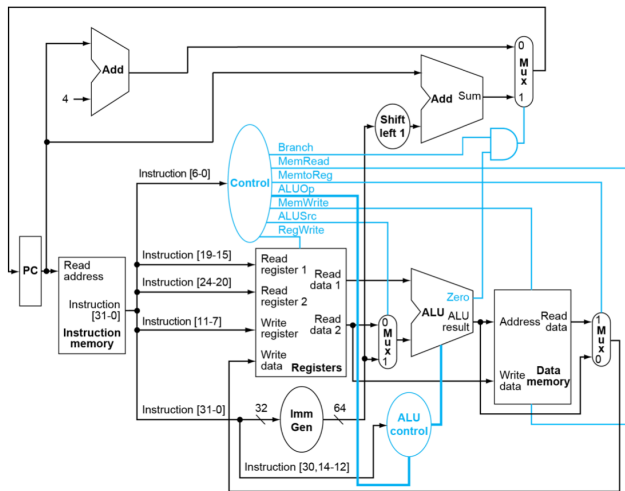 Add
4
Add
Sum
0
Mux
1
Shift
left 1
Branch
MemRead
MemtoReg
ALUOp
MemWrite
ALUSrc
RegWrite
Control
Instruction [6-0]
Instruction [19-15]
Instruction [24-20]
Instruction [11-7]
Instruction [31-0]
Instruction [30,14-12]
PC
Read
address
Instruction
[31-0]
Instruction
memory
Read
register 1
Read
register 2
Write
register
Write
data
Read
data 1
Read
data 2
Registers
0
Mux
1
Zero
ALU
ALU
result
Address
Read
data
Write
data
Data
memory
1
Mux
0
32
Imm
Gen
64
ALU
control